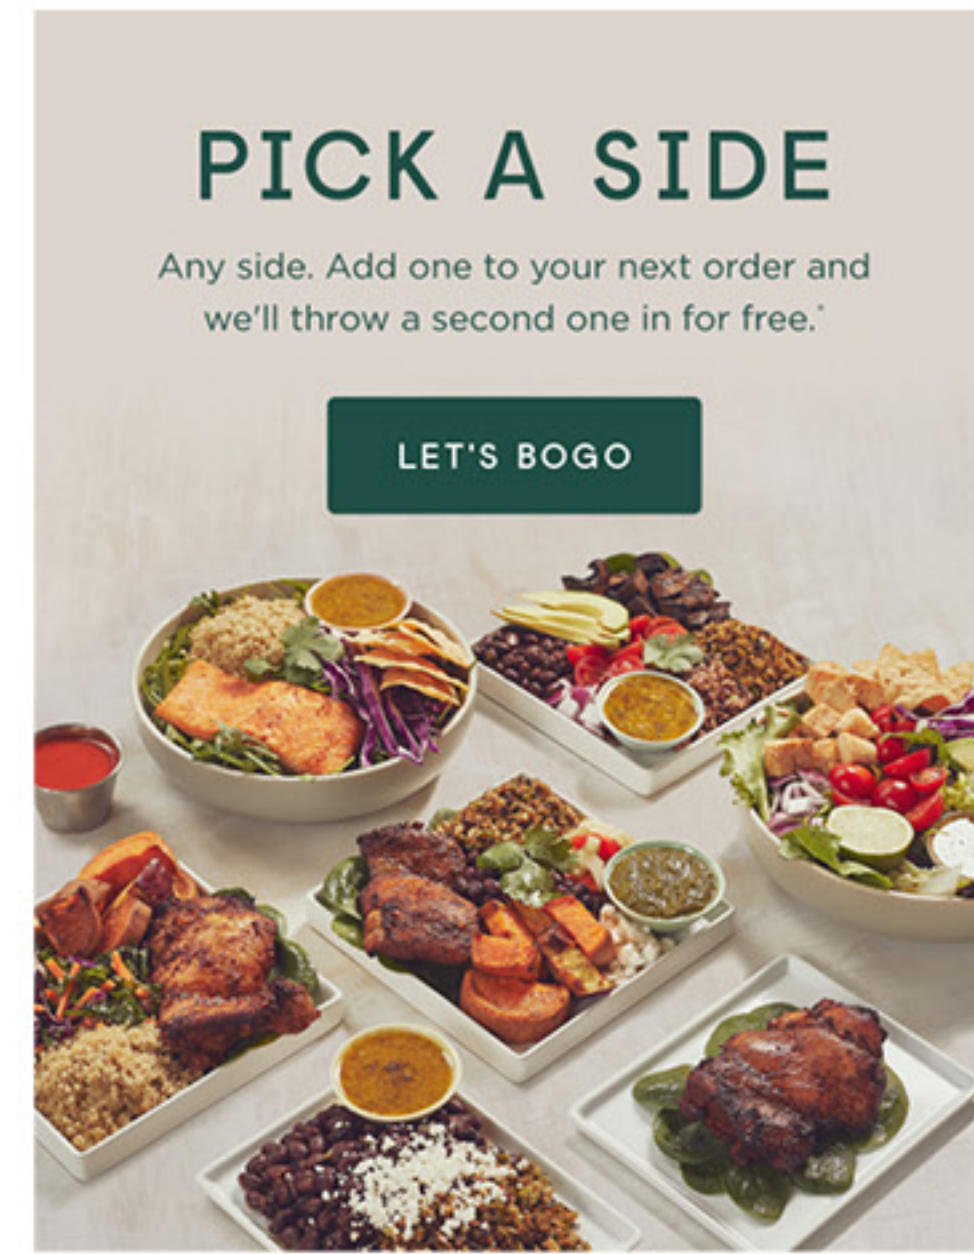 PICK A SIDE
Any side. Add one to your next order and
we'll throw a second one in for free.*
LET'S BOGO